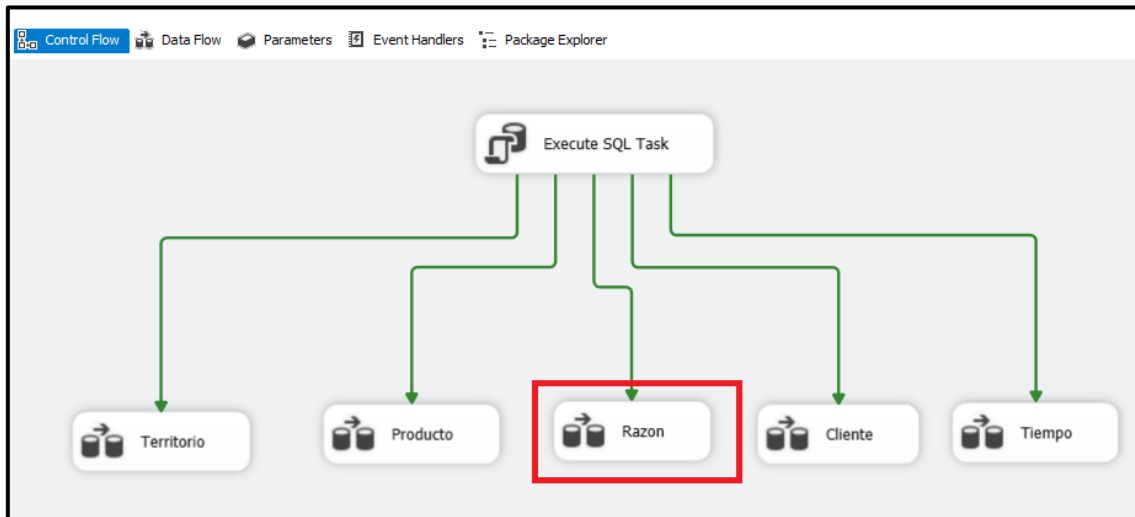 Control Flow Data Flow Parameters Event Handlers Package Explorer
Execute SQL Task
Territorio Producto Razon Cliente Tiempo